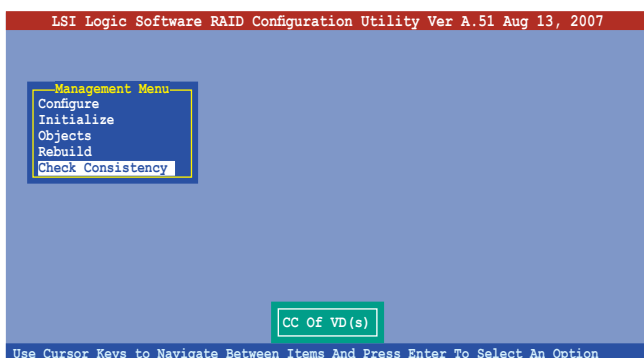 LSI Logic Software RAID Configuration Utility Ver A.51 Aug 13, 2007
Management Menu
Configure
Initialize
Objects
Rebuild
Check Consistency
CC Of VD(s)
Use Cursor Keys to Navigate Between Items And Press Enter To Select An Option